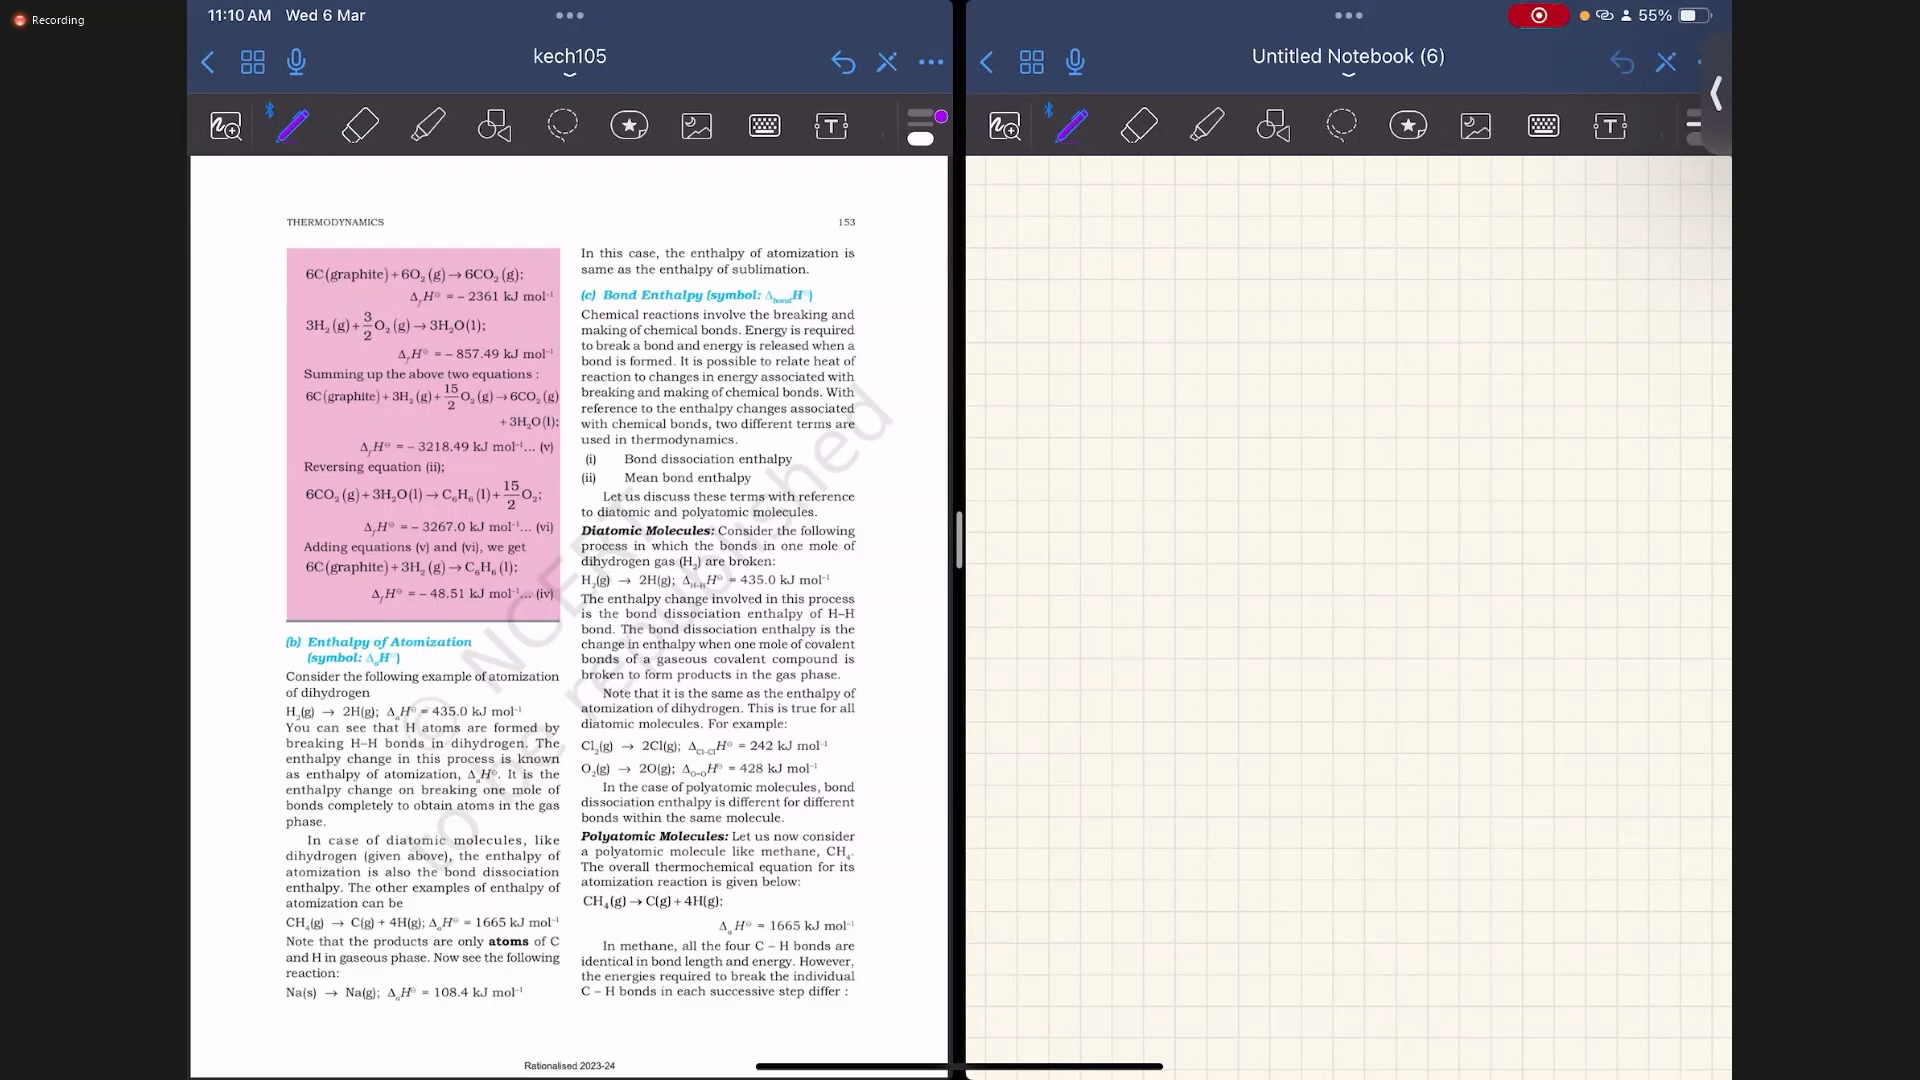 Recording
11:10 AM Wed 6 Mar
55%
kech105
Untitled Notebook (6)
THERMODYNAMICS
153
6C(graphite)+6O₂(g)→6CO₂(g);
Δ_fH⊖ = – 2361 kJ mol⁻¹
3H₂(g)+3/2O₂(g)→3H₂O(l);
Δ_fH⊖ = – 857.49 kJ mol⁻¹
Summing up the above two equations :
6C(graphite)+3H₂(g)+15/2O₂(g)→6CO₂(g)
+3H₂O(l);
Δ_fH⊖ = – 3218.49 kJ mol⁻¹... (v)
Reversing equation (ii);
6CO₂(g)+3H₂O(l)→C₆H₆(l)+15/2O₂;
Δ_fH⊖ = – 3267.0 kJ mol⁻¹... (vi)
Adding equations (v) and (vi), we get
6C(graphite)+3H₂(g)→C₆H₆(l);
Δ_fH⊖ = – 48.51 kJ mol⁻¹... (iv)
(b) Enthalpy of Atomization
(symbol: ΔₐH⊖)
Consider the following example of atomization
of dihydrogen
H₂(g) → 2H(g); ΔₐH⊖ = 435.0 kJ mol⁻¹
You can see that H atoms are formed by
breaking H–H bonds in dihydrogen. The
enthalpy change in this process is known
as enthalpy of atomization, ΔₐH⊖. It is the
enthalpy change on breaking one mole of
bonds completely to obtain atoms in the gas
phase.
In case of diatomic molecules, like
dihydrogen (given above), the enthalpy of
atomization is also the bond dissociation
enthalpy. The other examples of enthalpy of
atomization can be
CH₄(g) → C(g) + 4H(g); ΔₐH⊖ = 1665 kJ mol⁻¹
Note that the products are only atoms of C
and H in gaseous phase. Now see the following
reaction:
Na(s) → Na(g); ΔₐH⊖ = 108.4 kJ mol⁻¹
In this case, the enthalpy of atomization is
same as the enthalpy of sublimation.
(c) Bond Enthalpy (symbol: Δ_bondH⊖)
Chemical reactions involve the breaking and
making of chemical bonds. Energy is required
to break a bond and energy is released when a
bond is formed. It is possible to relate heat of
reaction to changes in energy associated with
breaking and making of chemical bonds. With
reference to the enthalpy changes associated
with chemical bonds, two different terms are
used in thermodynamics.
(i) Bond dissociation enthalpy
(ii) Mean bond enthalpy
Let us discuss these terms with reference
to diatomic and polyatomic molecules.
Diatomic Molecules: Consider the following
process in which the bonds in one mole of
dihydrogen gas (H₂) are broken:
H₂(g) → 2H(g); Δ_H–HH⊖ = 435.0 kJ mol⁻¹
The enthalpy change involved in this process
is the bond dissociation enthalpy of H–H
bond. The bond dissociation enthalpy is the
change in enthalpy when one mole of covalent
bonds of a gaseous covalent compound is
broken to form products in the gas phase.
Note that it is the same as the enthalpy of
atomization of dihydrogen. This is true for all
diatomic molecules. For example:
Cl₂(g) → 2Cl(g); Δ_Cl–ClH⊖ = 242 kJ mol⁻¹
O₂(g) → 2O(g); Δ_O=OH⊖ = 428 kJ mol⁻¹
In the case of polyatomic molecules, bond
dissociation enthalpy is different for different
bonds within the same molecule.
Polyatomic Molecules: Let us now consider
a polyatomic molecule like methane, CH₄.
The overall thermochemical equation for its
atomization reaction is given below:
CH₄(g)→C(g)+4H(g);
ΔₐH⊖ = 1665 kJ mol⁻¹
In methane, all the four C – H bonds are
identical in bond length and energy. However,
the energies required to break the individual
C – H bonds in each successive step differ :
© NCERT
to be republished
Rationalised 2023-24